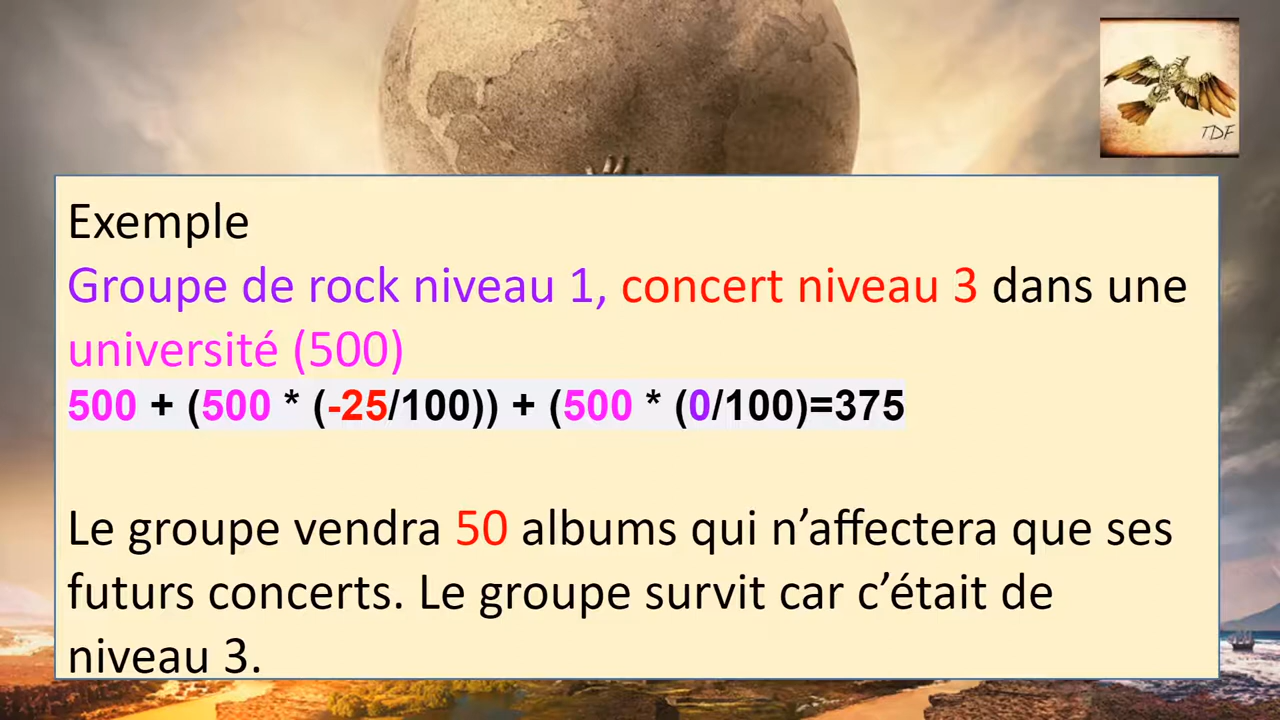 TDF
Exemple
Groupe de rock niveau 1, concert niveau 3 dans une
université (500)
500 + (500 * (-25/100)) + (500 * (0/100)=375
Le groupe vendra 50 albums qui n’affectera que ses
futurs concerts. Le groupe survit car c’était de
niveau 3.